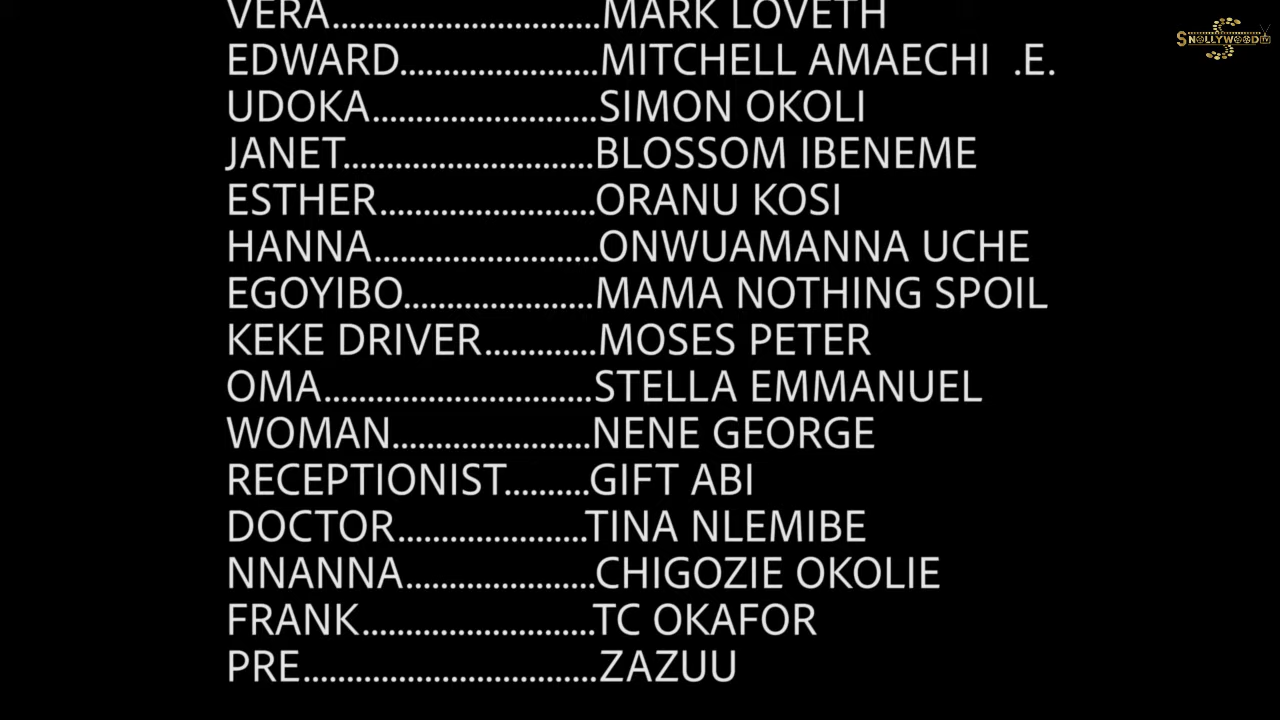 VERA...............................MARK LOVETH
SNOLLYWOOD TV
EDWARD.......................MITCHELL AMAECHI .E.
UDOKA..........................SIMON OKOLI
JANET.............................BLOSSOM IBENEME
ESTHER.........................ORANU KOSI
HANNA..........................ONWUAMANNA UCHE
EGOYIBO......................MAMA NOTHING SPOIL
KEKE DRIVER.............MOSES PETER
OMA...............................STELLA EMMANUEL
WOMAN.......................NENE GEORGE
RECEPTIONIST..........GIFT ABI
DOCTOR......................TINA NLEMIBE
NNANNA......................CHIGOZIE OKOLIE
FRANK...........................TC OKAFOR
PRE..................................ZAZUU